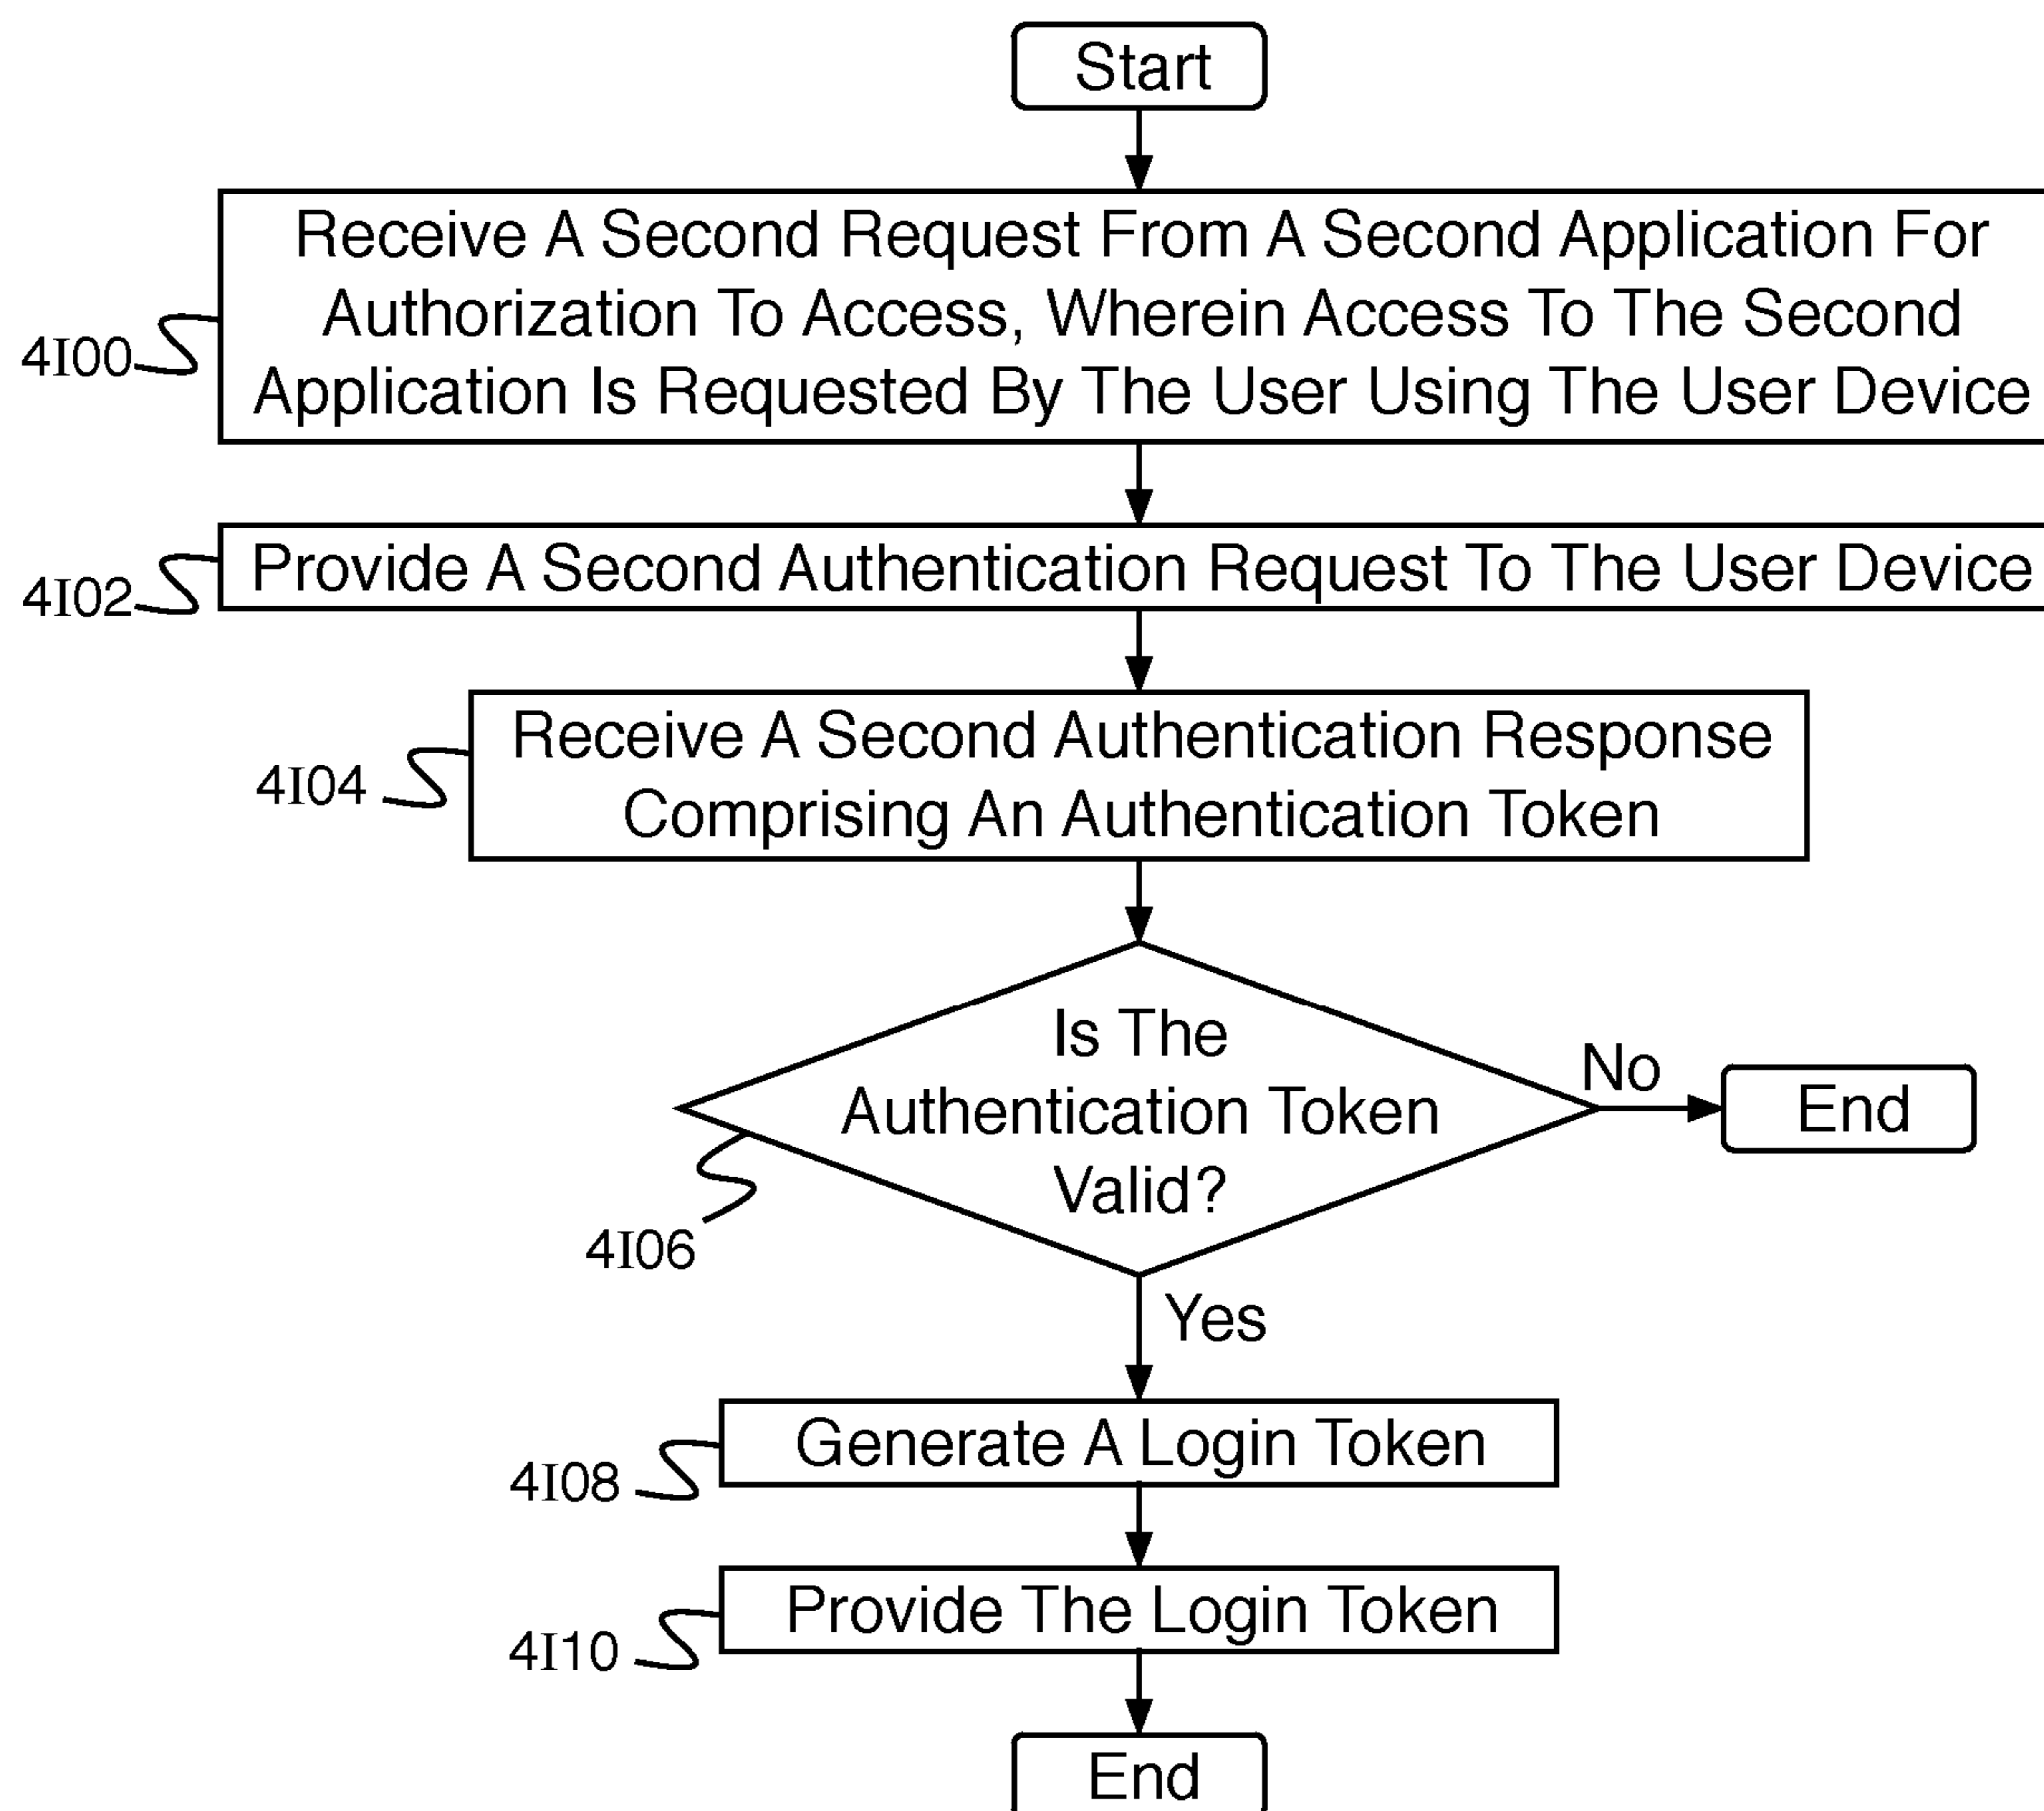 Start
Receive A Second Request From A Second Application For
Authorization To Access, Wherein Access To The Second
Application Is Requested By The User Using The User Device
4I00
Provide A Second Authentication Request To The User Device
4I02
Receive A Second Authentication Response
Comprising An Authentication Token
4I04
Is The
Authentication Token
Valid?
No
End
4I06
Yes
Generate A Login Token
4I08
Provide The Login Token
4I10
End